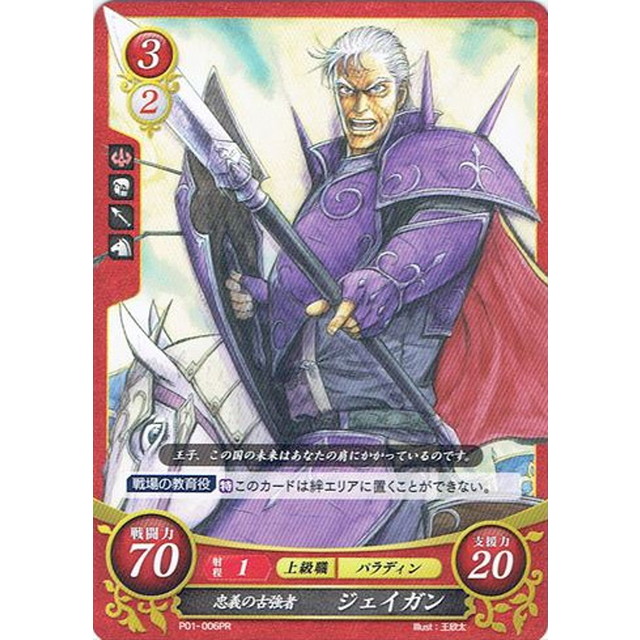 3
2
王子、この国の未来はあなたの肩にかかっているのです。
戦場の教育役 特 このカードは絆エリアに置くことができない。
戦闘力 70 射程 1 上級職 パラディン 支援力 20
忠義の古強者 ジェイガン
P01-006PR Illust:王欣太